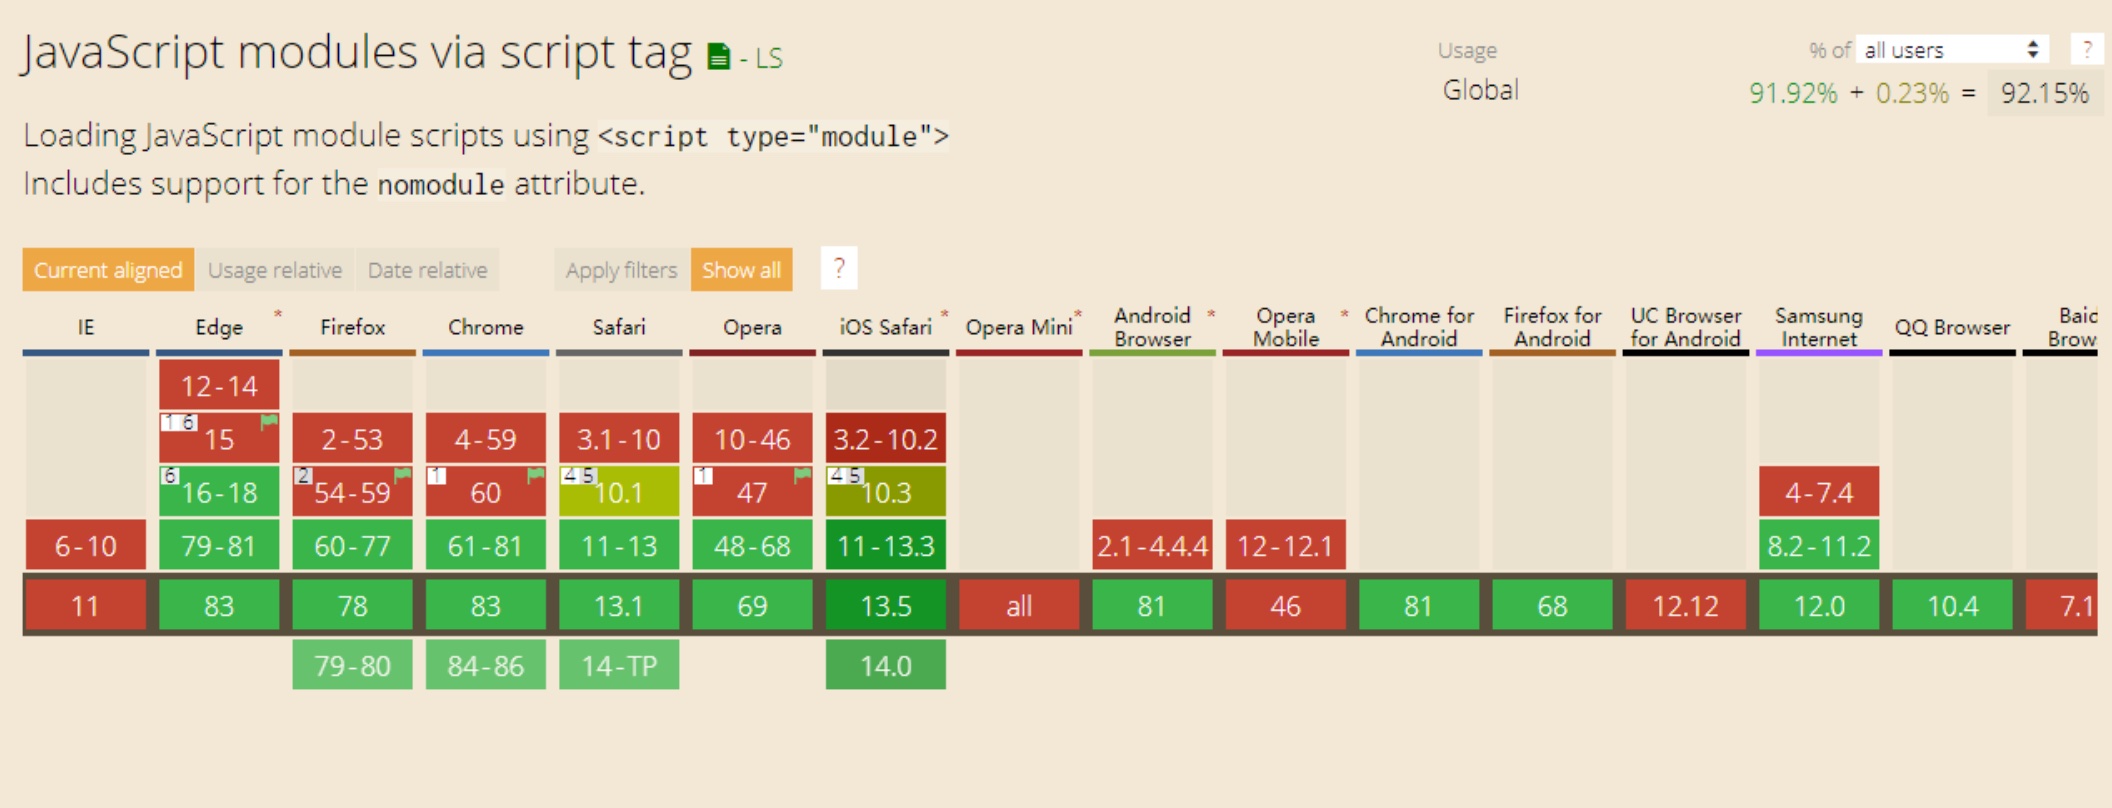 JavaScript modules via script tag - LS
Usage % of all users ?
Global 91.92% + 0.23% = 92.15%
Loading JavaScript module scripts using <script type="module">
Includes support for the nomodule attribute.
Current aligned Usage relative Date relative Apply filters Show all ?
IE Edge * Firefox Chrome Safari Opera iOS Safari * Opera Mini * Android Browser * Opera Mobile * Chrome for Android Firefox for Android UC Browser for Android Samsung Internet QQ Browser Baid Brow
12-14
1 6 15 2-53 4-59 3.1-10 10-46 3.2-10.2
6 16-18 2 54-59 1 60 4 5 10.1 1 47 4 5 10.3 4-7.4
6-10 79-81 60-77 61-81 11-13 48-68 11-13.3 2.1-4.4.4 12-12.1 8.2-11.2
11 83 78 83 13.1 69 13.5 all 81 46 81 68 12.12 12.0 10.4 7.1
79-80 84-86 14-TP 14.0